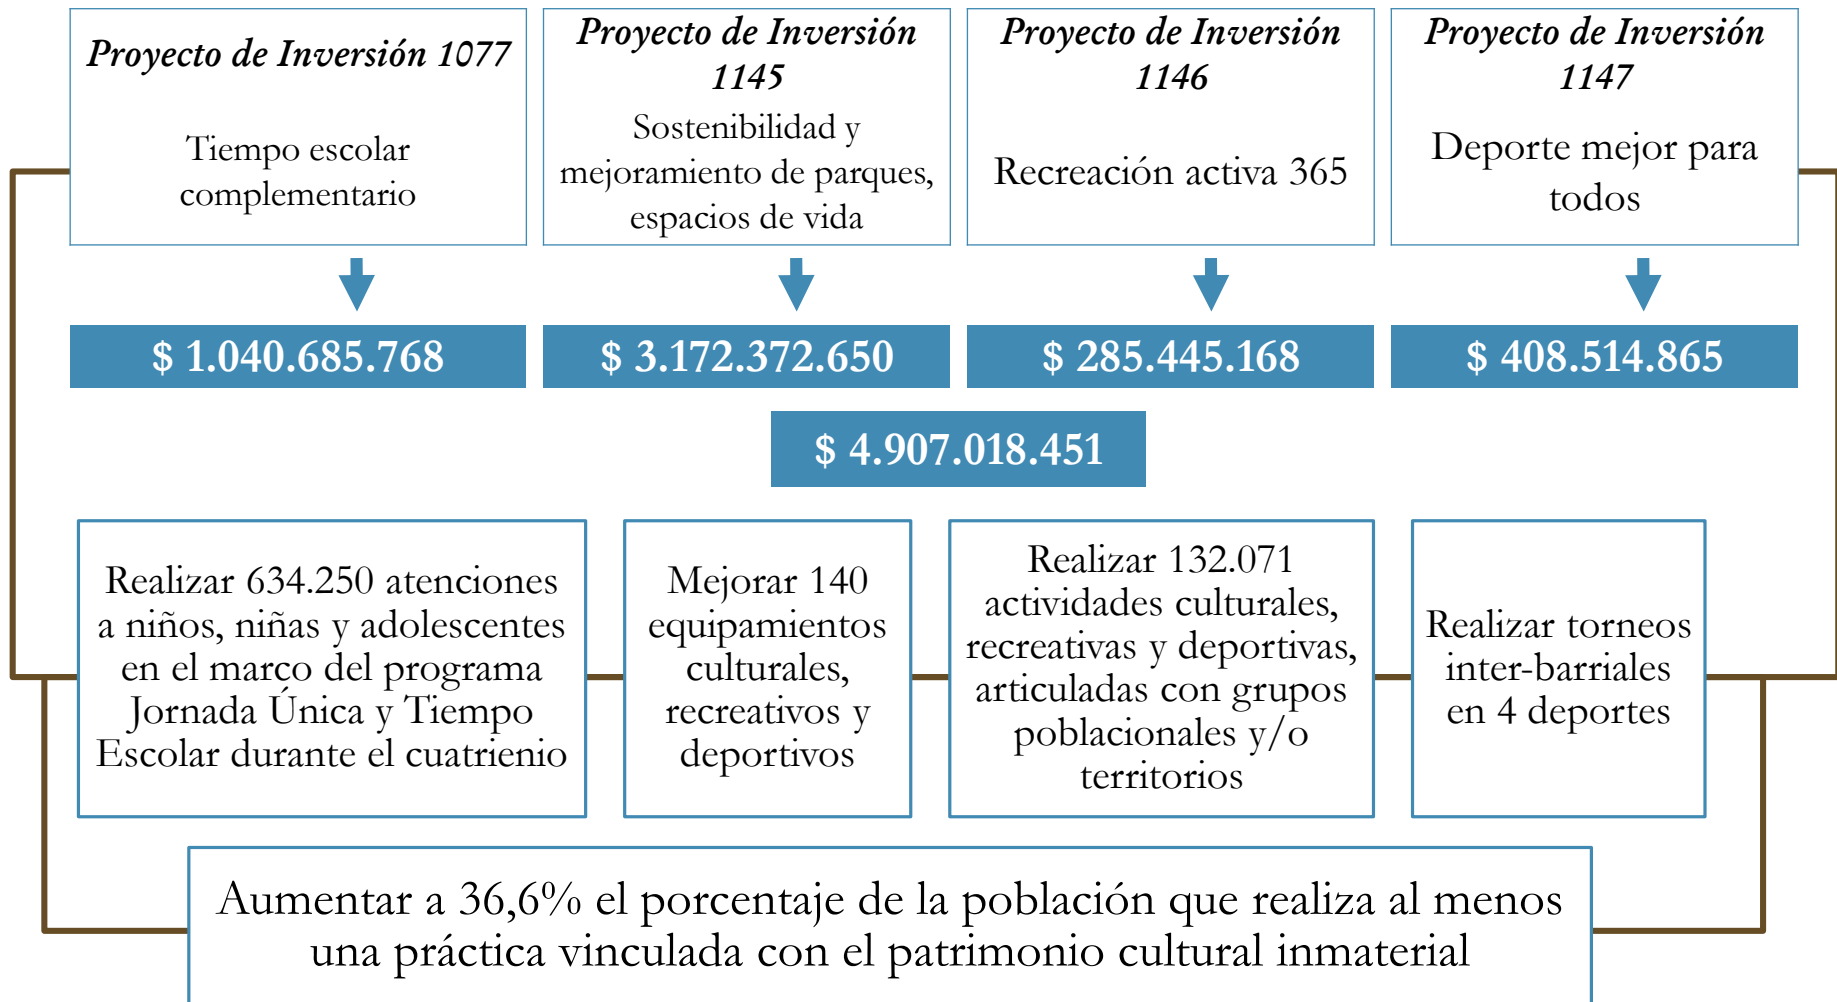 Proyecto de Inversión 1077
Tiempo escolar
complementario
Proyecto de Inversión
1145
Sostenibilidad y
mejoramiento de parques,
espacios de vida
Proyecto de Inversión
1146
Recreación activa 365
Proyecto de Inversión
1147
Deporte mejor para
todos
$ 1.040.685.768
$ 3.172.372.650
$ 285.445.168
$ 408.514.865
$ 4.907.018.451
Realizar 634.250 atenciones
a niños, niñas y adolescentes
en el marco del programa
Jornada Única y Tiempo
Escolar durante el cuatrienio
Mejorar 140
equipamientos
culturales,
recreativos y
deportivos
Realizar 132.071
actividades culturales,
recreativas y deportivas,
articuladas con grupos
poblacionales y/o
territorios
Realizar torneos
inter-barriales
en 4 deportes
Aumentar a 36,6% el porcentaje de la población que realiza al menos
una práctica vinculada con el patrimonio cultural inmaterial